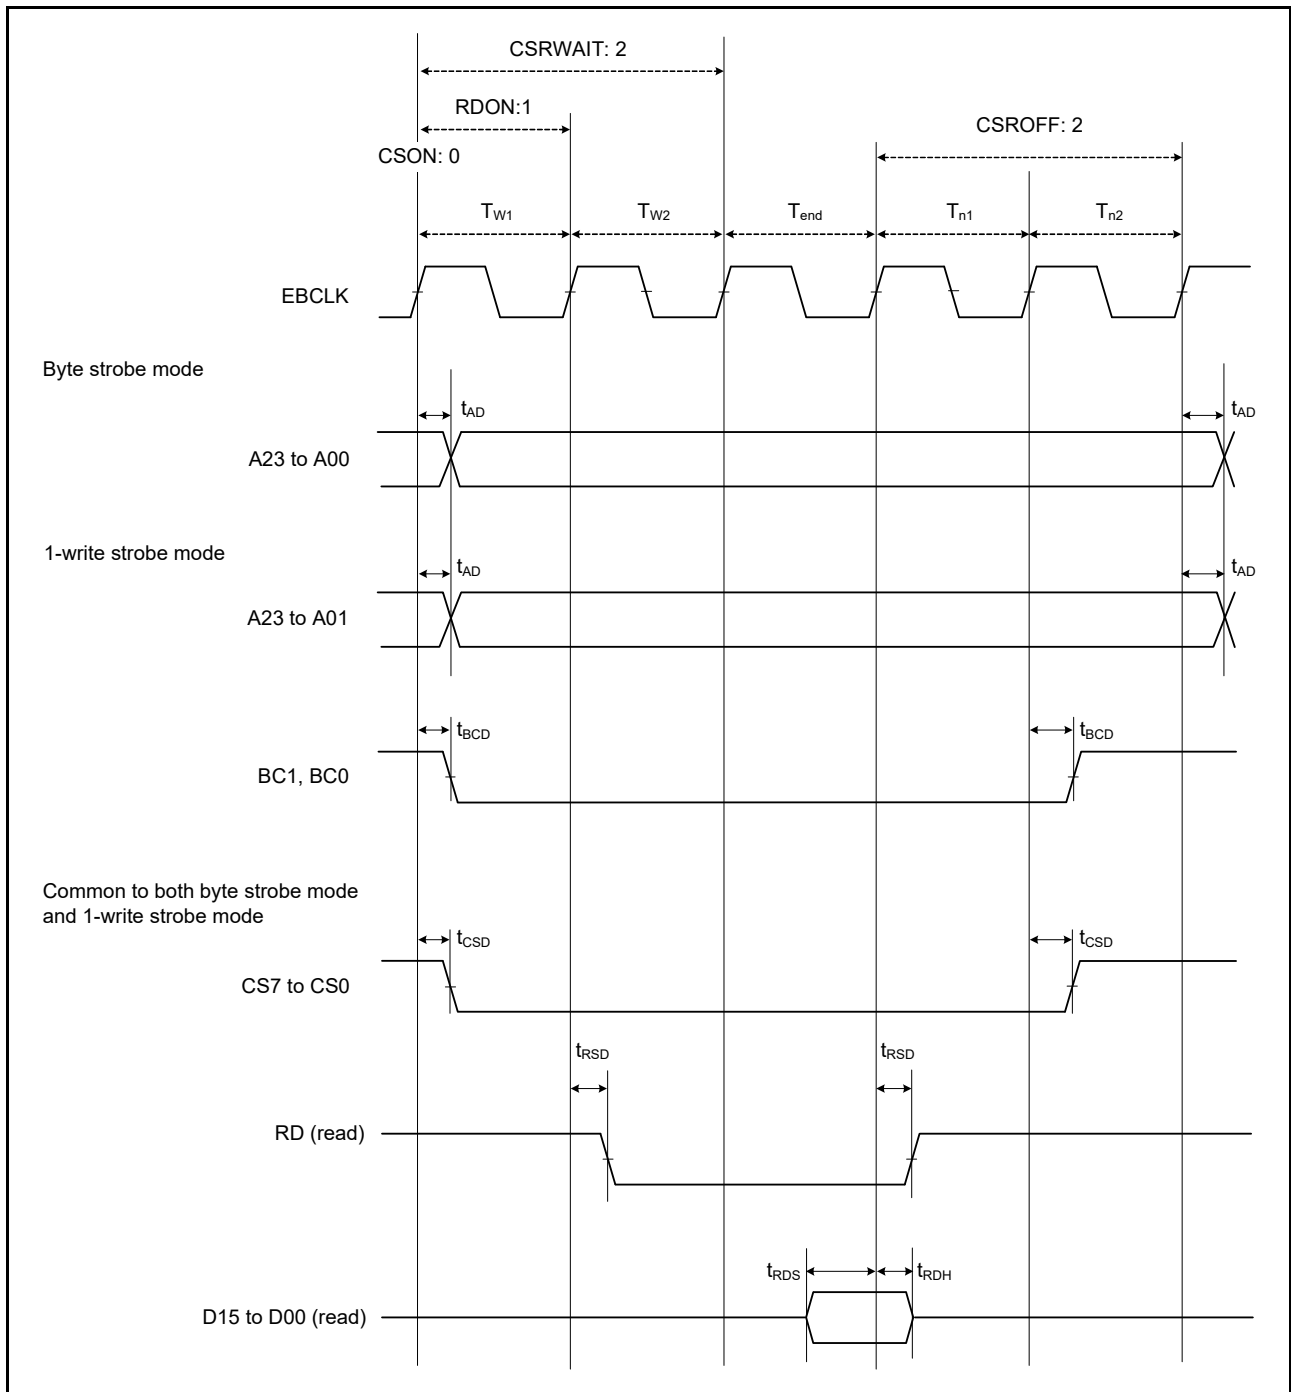 CSRWAIT: 2
RDON:1
CSROFF: 2
CSON: 0
TW1 TW2 Tend Tn1 Tn2
EBCLK
Byte strobe mode
tAD tAD
A23 to A00
1-write strobe mode
tAD tAD
A23 to A01
tBCD tBCD
BC1, BC0
Common to both byte strobe mode
and 1-write strobe mode
tCSD tCSD
CS7 to CS0
tRSD tRSD
RD (read)
tRDS tRDH
D15 to D00 (read)